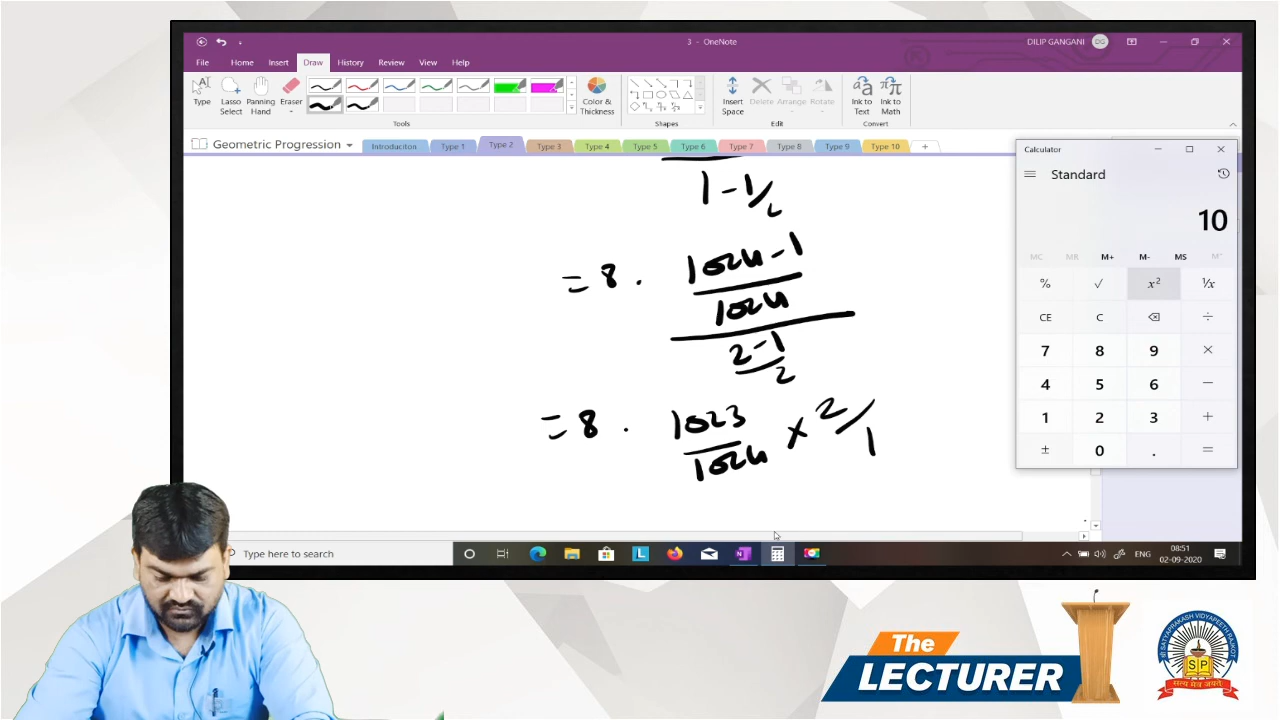 3 - OneNote
DILIP GANGANI DG
File Home Insert Draw History Review View Help
Type
Lasso Select
Panning Hand
Eraser
Color & Thickness
Insert Space
Delete Arrange Rotate
Ink to Text
Ink to Math
Tools Shapes Edit Convert
Geometric Progression
Introduciton Type 1 Type 2 Type 3 Type 4 Type 5 Type 6 Type 7 Type 8 Type 9 Type 10 +
1 - 1/2
= 8 .
1024 - 1
1024
2 - 1
2
= 8 . 1023/1024 × 2/1
Calculator
Standard
10
MC MR M+ M- MS M˅
% √ x² ¹/x
CE C ⌫ ÷
7 8 9 ×
4 5 6 −
1 2 3 +
± 0 . =
Type here to search
ENG
08:51
02-09-2020
The
LECTURER
SP
सत्यमेव जयते